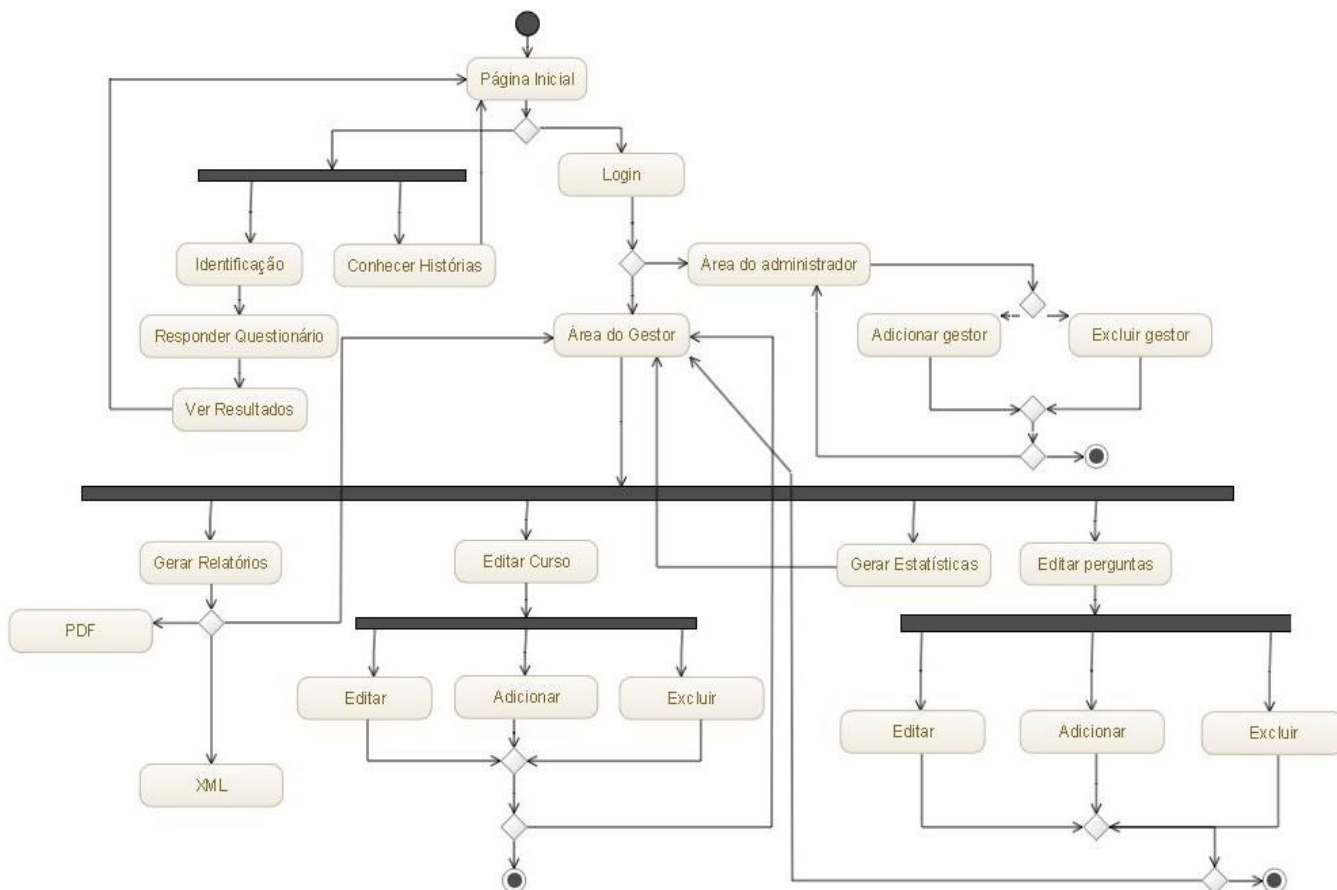 Página Inicial
Login
Identificação
Conhecer Histórias
Área do administrador
Responder Questionário
Área do Gestor
Adicionar gestor
Excluir gestor
Ver Resultados
Gerar Relatórios
Editar Curso
Gerar Estatísticas
Editar perguntas
PDF
Editar
Adicionar
Excluir
Editar
Adicionar
Excluir
XML